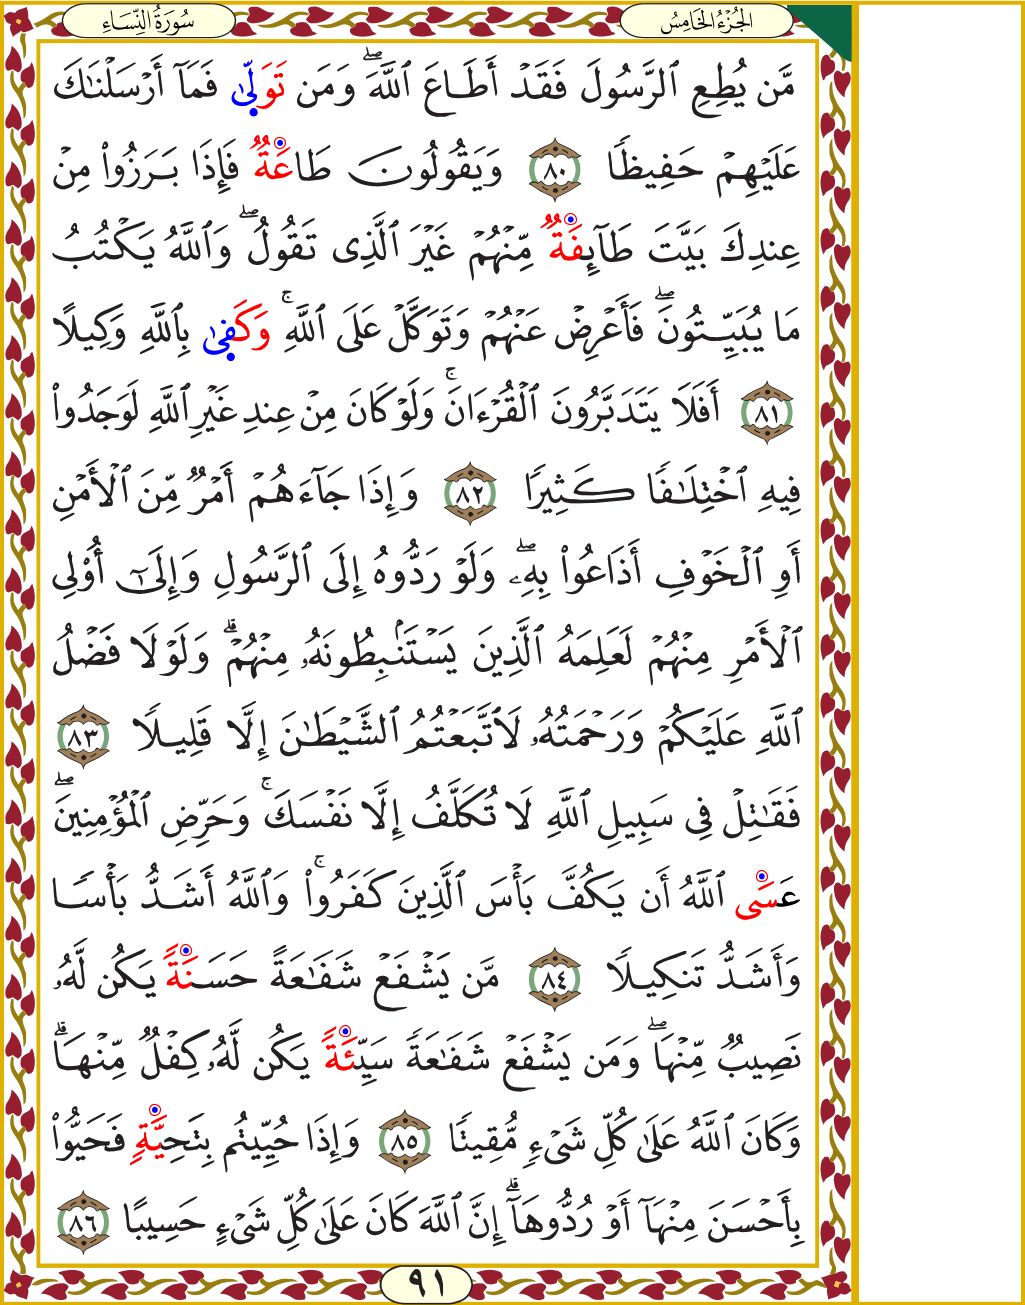 الجُزْءُ الخَامِسُ
سُورَةُ النِّسَاءِ
مَّن يُطِعِ ٱلرَّسُولَ فَقَدْ أَطَاعَ ٱللَّهَۖ وَمَن تَوَلّٜىٰ فَمَآ أَرْسَلْنَٰكَ
عَلَيْهِمْ حَفِيظًا ٨٠ وَيَقُولُونَ طَاعَةٌ فَإِذَا بَرَزُوا۟ مِنْ
عِندِكَ بَيَّتَ طَآئِفَةٌ مِّنْهُمْ غَيْرَ ٱلَّذِى تَقُولُۖ وَٱللَّهُ يَكْتُبُ
مَا يُبَيِّتُونَۖ فَأَعْرِضْ عَنْهُمْ وَتَوَكَّلْ عَلَى ٱللَّهِۚ وَكَفٜىٰ بِٱللَّهِ وَكِيلًا
٨١ أَفَلَا يَتَدَبَّرُونَ ٱلْقُرْءَانَۚ وَلَوْ كَانَ مِنْ عِندِ غَيْرِ ٱللَّهِ لَوَجَدُوا۟
فِيهِ ٱخْتِلَٰفًا كَثِيرًا ٨٢ وَإِذَا جَآءَهُمْ أَمْرٌ مِّنَ ٱلْأَمْنِ
أَوِ ٱلْخَوْفِ أَذَاعُوا۟ بِهِۦۖ وَلَوْ رَدُّوهُ إِلَى ٱلرَّسُولِ وَإِلَىٰٓ أُو۟لِى
ٱلْأَمْرِ مِنْهُمْ لَعَلِمَهُ ٱلَّذِينَ يَسْتَنۢبِطُونَهُۥ مِنْهُمْۗ وَلَوْلَا فَضْلُ
ٱللَّهِ عَلَيْكُمْ وَرَحْمَتُهُۥ لَٱتَّبَعْتُمُ ٱلشَّيْطَٰنَ إِلَّا قَلِيلًا ٨٣
فَقَٰتِلْ فِى سَبِيلِ ٱللَّهِ لَا تُكَلَّفُ إِلَّا نَفْسَكَۚ وَحَرِّضِ ٱلْمُؤْمِنِينَۖ
عَسَى ٱللَّهُ أَن يَكُفَّ بَأْسَ ٱلَّذِينَ كَفَرُوا۟ۚ وَٱللَّهُ أَشَدُّ بَأْسًا
وَأَشَدُّ تَنكِيلًا ٨٤ مَّن يَشْفَعْ شَفَٰعَةً حَسَنَةً يَكُن لَّهُۥ
نَصِيبٌ مِّنْهَاۖ وَمَن يَشْفَعْ شَفَٰعَةً سَيِّئَةً يَكُن لَّهُۥ كِفْلٌ مِّنْهَاۗ
وَكَانَ ٱللَّهُ عَلَىٰ كُلِّ شَىْءٍ مُّقِيتًا ٨٥ وَإِذَا حُيِّيتُم بِتَحِيَّةٍ فَحَيُّوا۟
بِأَحْسَنَ مِنْهَآ أَوْ رُدُّوهَآۗ إِنَّ ٱللَّهَ كَانَ عَلَىٰ كُلِّ شَىْءٍ حَسِيبًا ٨٦
٩١